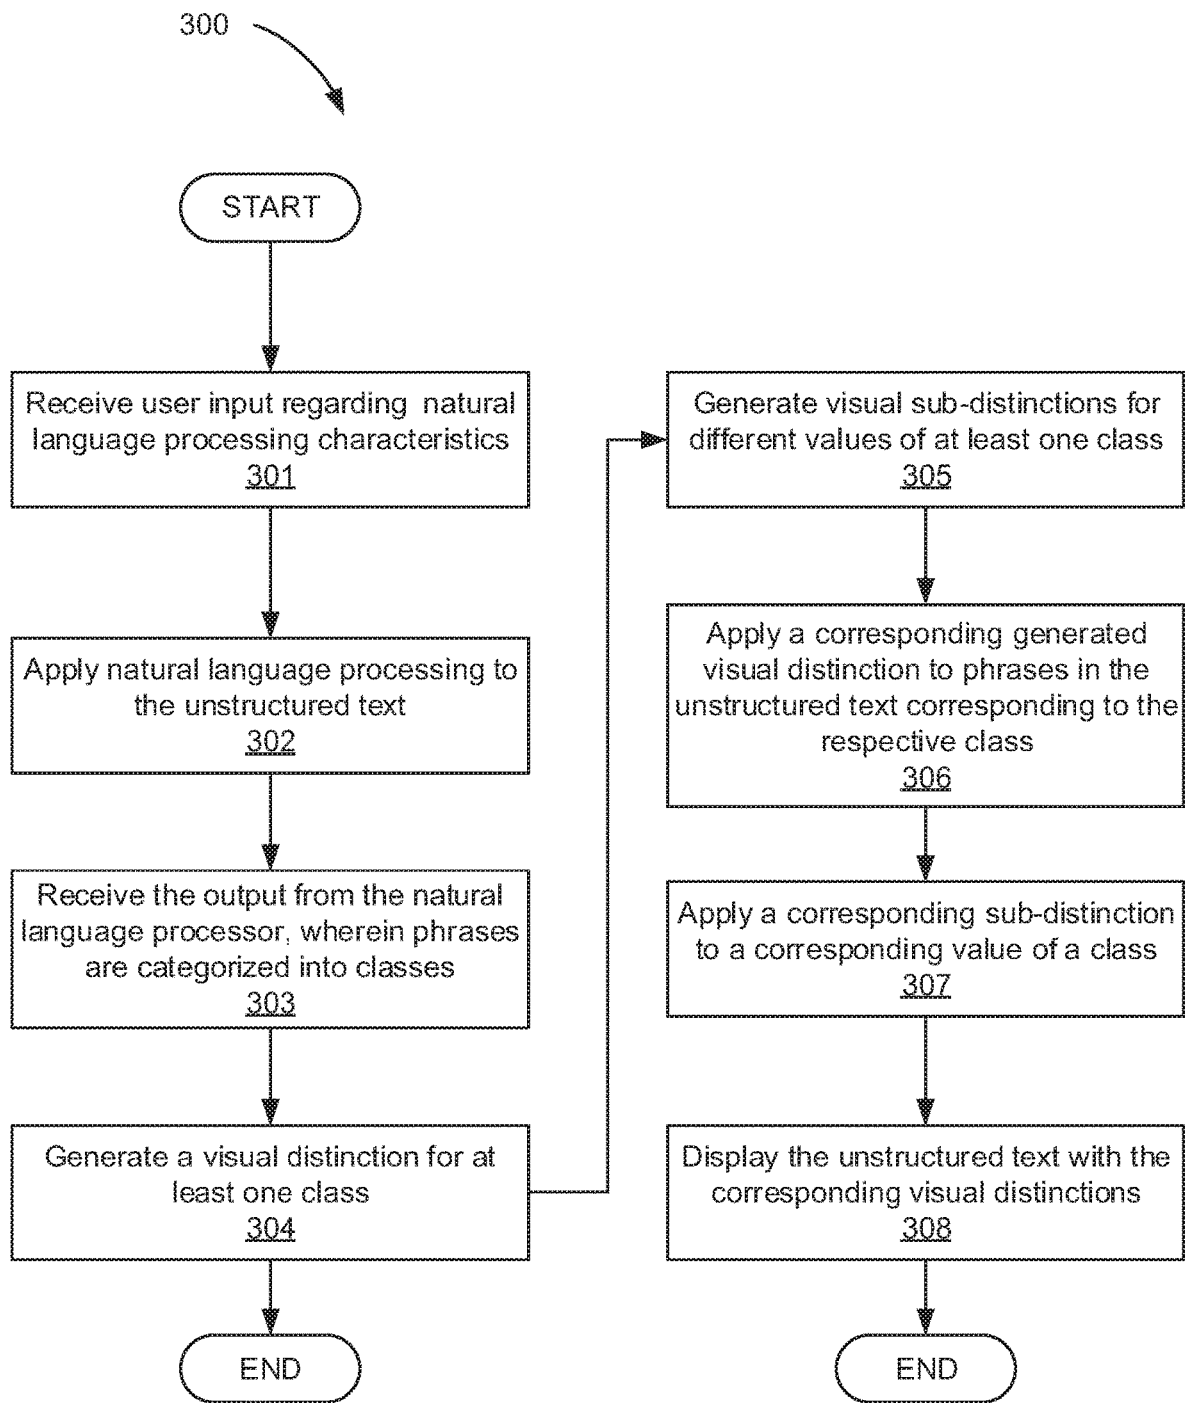 300
START
Receive user input regarding natural
language processing characteristics
301
Apply natural language processing to
the unstructured text
302
Receive the output from the natural
language processor, wherein phrases
are categorized into classes
303
Generate a visual distinction for at
least one class
304
END
Generate visual sub-distinctions for
different values of at least one class
305
Apply a corresponding generated
visual distinction to phrases in the
unstructured text corresponding to the
respective class
306
Apply a corresponding sub-distinction
to a corresponding value of a class
307
Display the unstructured text with the
corresponding visual distinctions
308
END